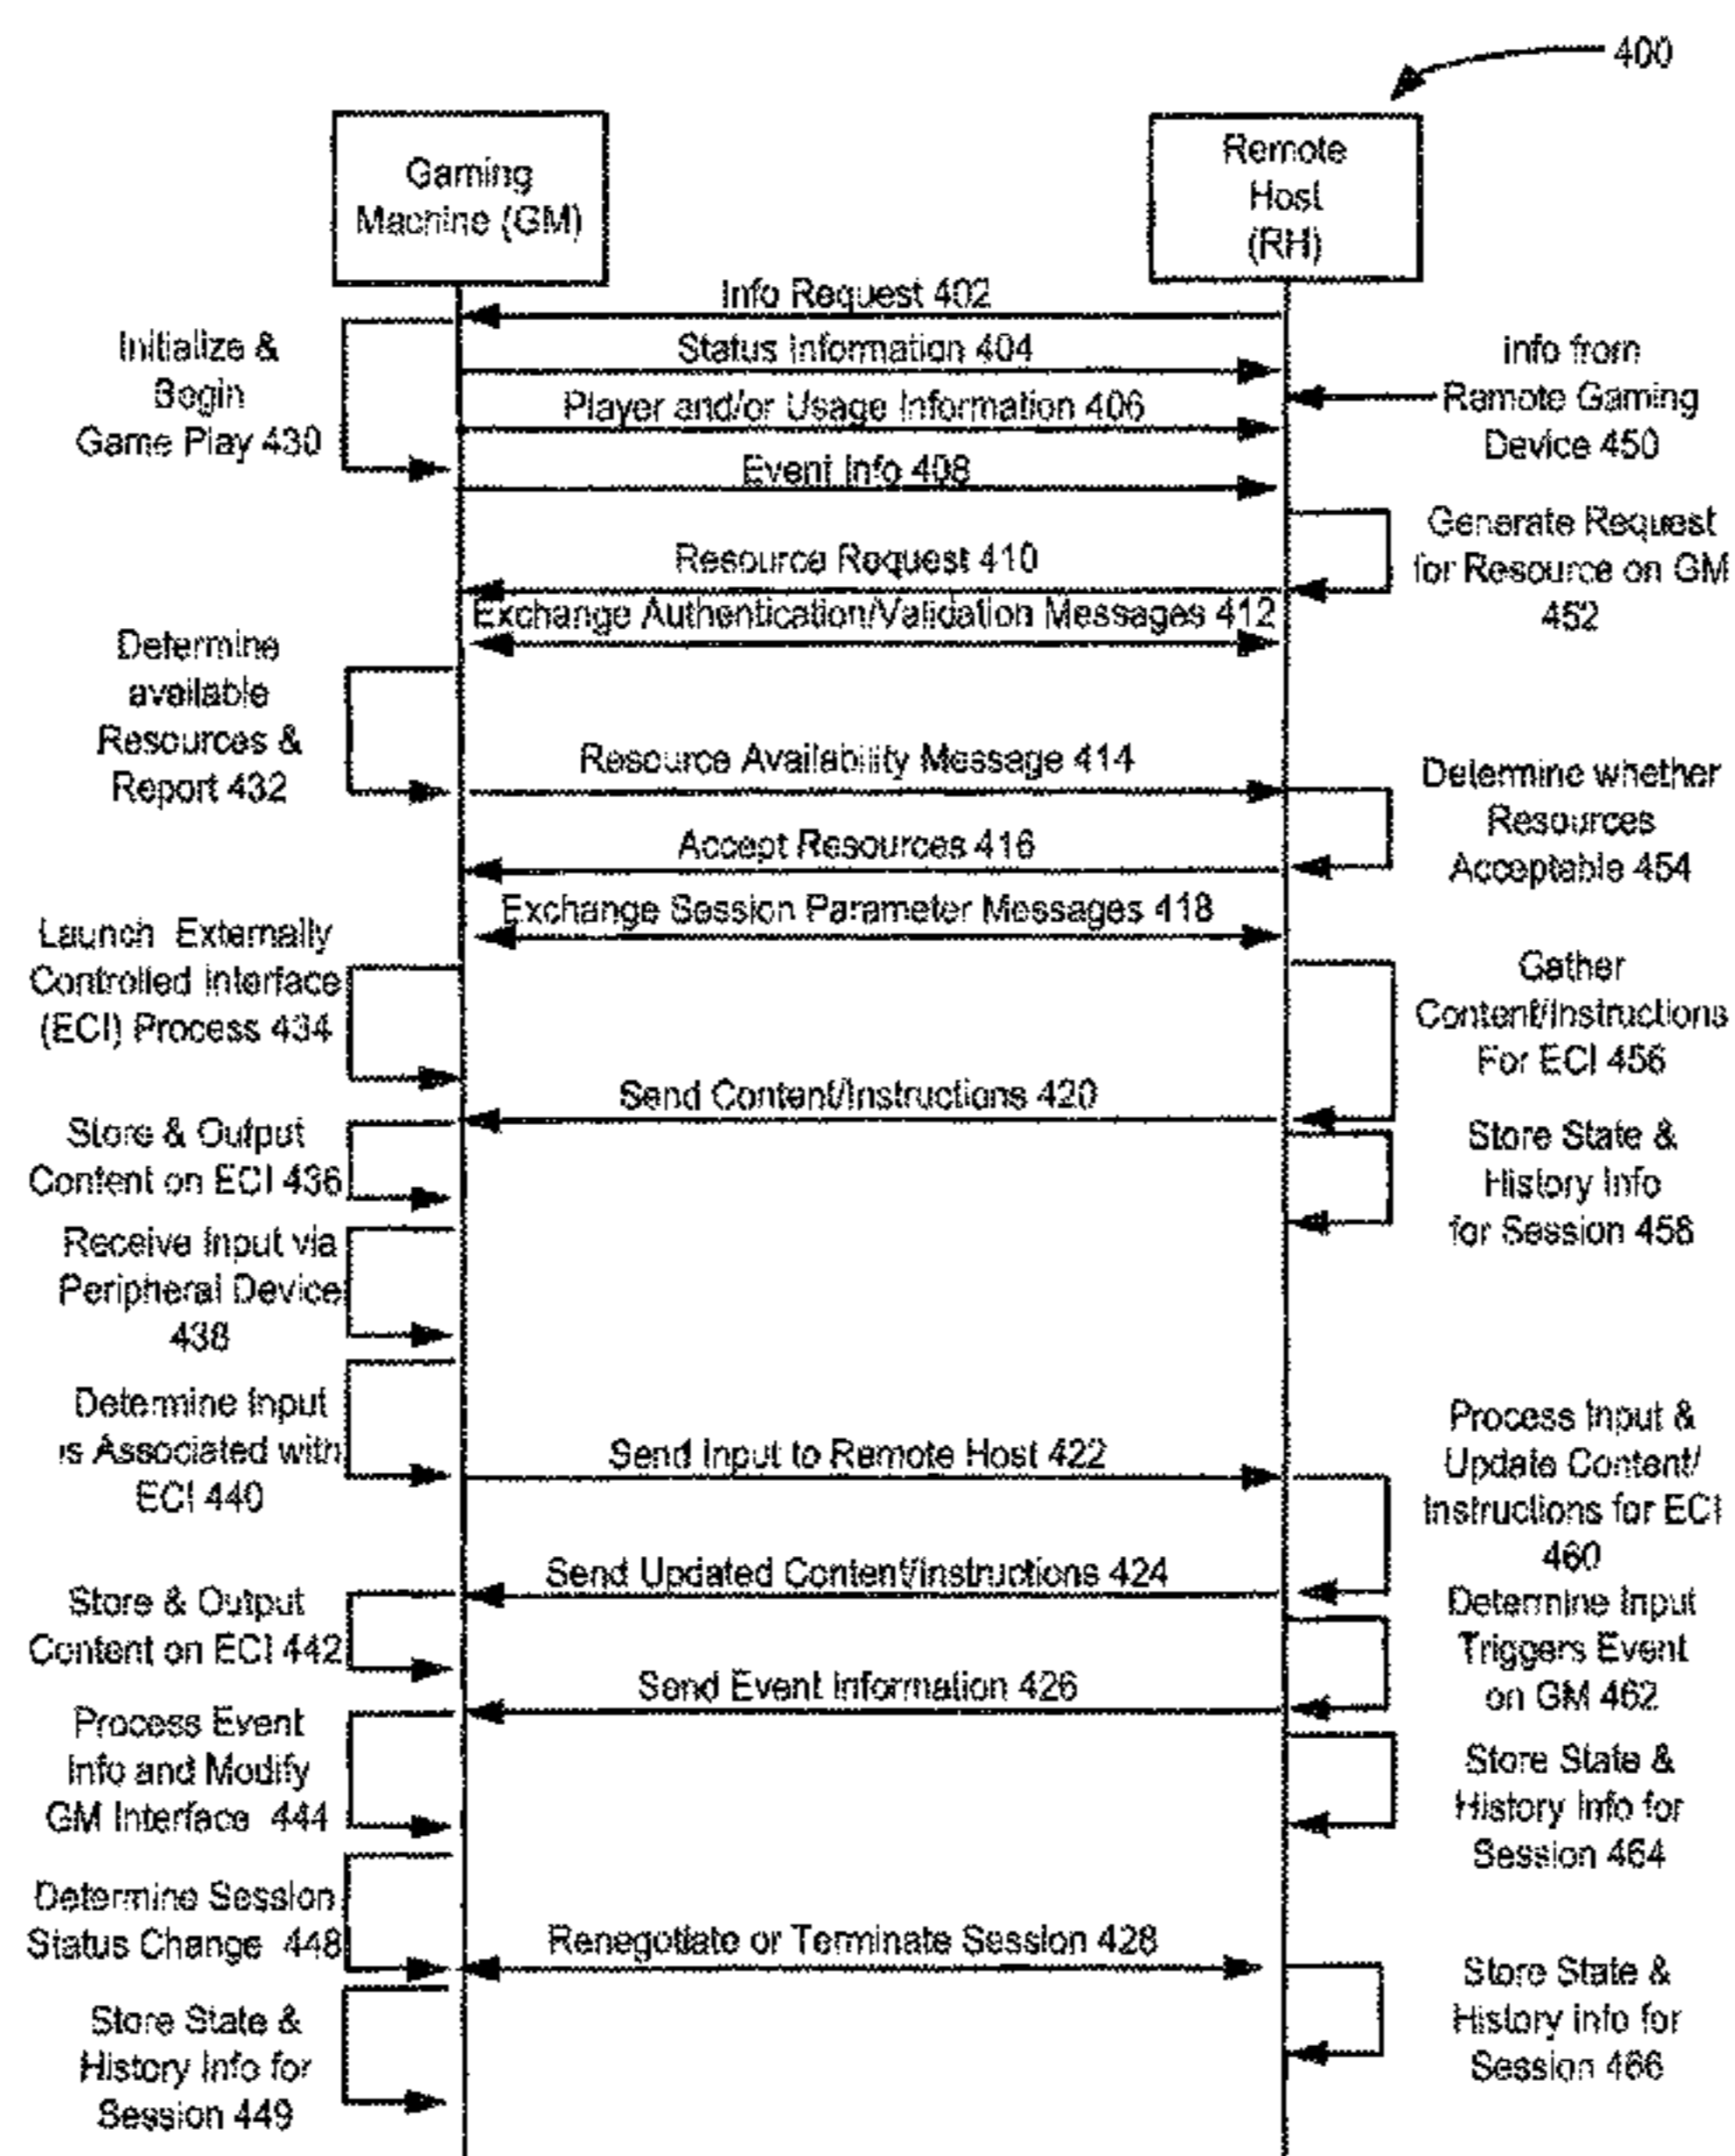 400
Gaming
Machine (GM)
Remote
Host
(RH)
Info Request 402
Initialize &
Begin
Game Play 430
Status Information 404
info from
Ramote Gaming
Device 450
Player and/or Usage Information 406
Event Info 408
Generate Request
for Resource on GM
452
Resource Request 410
Exchange Authentication/Validation Messages 412
Determine
available
Resources &
Report 432
Resource Availability Message 414
Determine whether
Resources
Acceptable 454
Accept Resources 416
Exchange Session Parameter Messages 418
Launch Externally
Controlled Interface
(ECI) Process 434
Gather
Content/Instructions
For ECI 456
Send Content/Instructions 420
Store & Output
Content on ECI 436
Store State &
History Info
for Session 458
Receive Input via
Peripheral Device
438
Determine Input
is Associated with
ECI 440
Send Input to Remote Host 422
Process Input &
Update Content/
Instructions for ECI
460
Send Updated Content/Instructions 424
Store & Output
Content on ECI 442
Determine Input
Triggers Event
on GM 462
Send Event Information 426
Process Event
Info and Modify
GM Interface 444
Store State &
History Info for
Session 464
Determine Session
Status Change 448
Renegotiate or Terminate Session 428
Store State &
History Info for
Session 466
Store State &
History Info for
Session 449